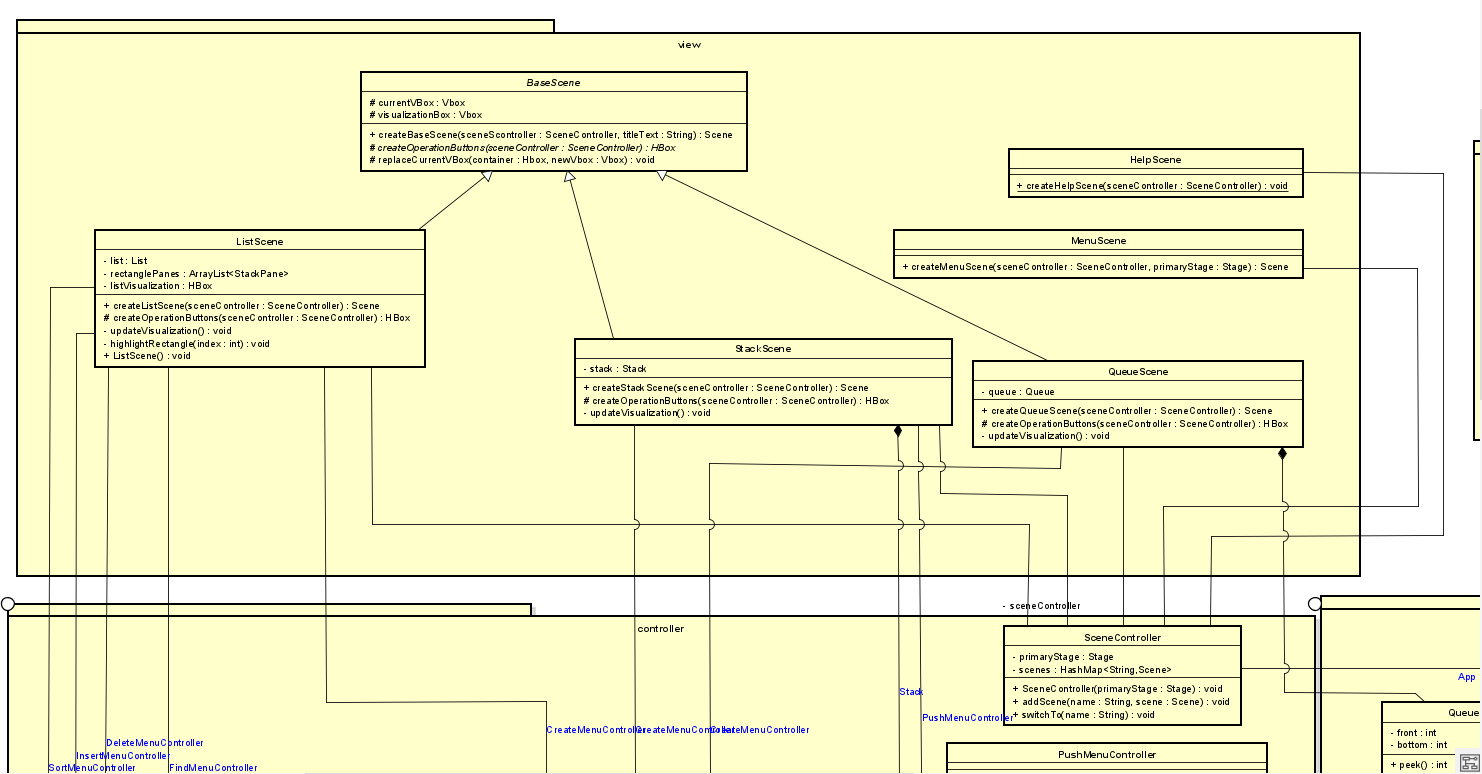 view
BaseScene
# currentVBox : Vbox
# visualizationBox : Vbox
+ createBaseScene(sceneScontroller : SceneController, titleText : String) : Scene
# createOperationButtons(sceneController : SceneController) : HBox
# replaceCurrentVBox(container : Hbox, newVbox : Vbox) : void
HelpScene
+ createHelpScene(sceneController : SceneController) : void
MenuScene
+ createMenuScene(sceneController : SceneController, primaryStage : Stage) : Scene
ListScene
- list : List
- rectanglePanes : ArrayList<StackPane>
- listVisualization : HBox
+ createListScene(sceneController : SceneController) : Scene
# createOperationButtons(sceneController : SceneController) : HBox
- updateVisualization() : void
- highlightRectangle(index : int) : void
+ ListScene() : void
StackScene
- stack : Stack
+ createStackScene(sceneController : SceneController) : Scene
# createOperationButtons(sceneController : SceneController) : HBox
- updateVisualization() : void
QueueScene
- queue : Queue
+ createQueueScene(sceneController : SceneController) : Scene
# createOperationButtons(sceneController : SceneController) : HBox
- updateVisualization() : void
- sceneController
controller
SceneController
- primaryStage : Stage
- scenes : HashMap<String,Scene>
+ SceneController(primaryStage : Stage) : void
+ addScene(name : String, scene : Scene) : void
+ switchTo(name : String) : void
App
Stack
PushMenuController
CreateMenuController
CreateMenuController
CreateMenuController
DeleteMenuController
InsertMenuController
SortMenuController
FindMenuController
PushMenuController
Queue
- front : int
- bottom : int
+ peek() : int